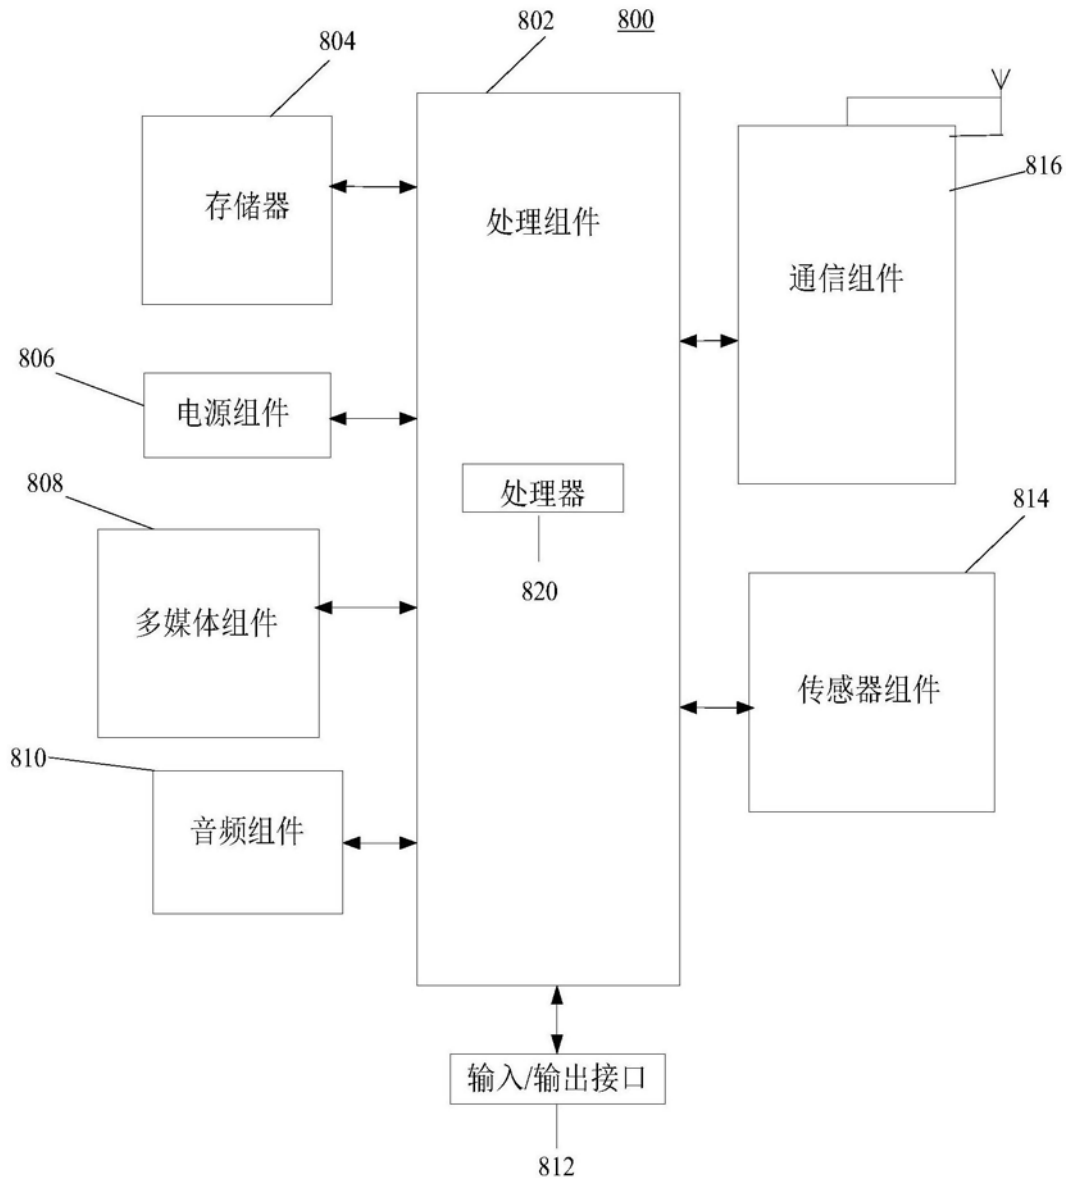 802
800
804
816
存储器
处理组件
通信组件
806
电源组件
808
处理器
814
820
多媒体组件
传感器组件
810
音频组件
输入/输出接口
812